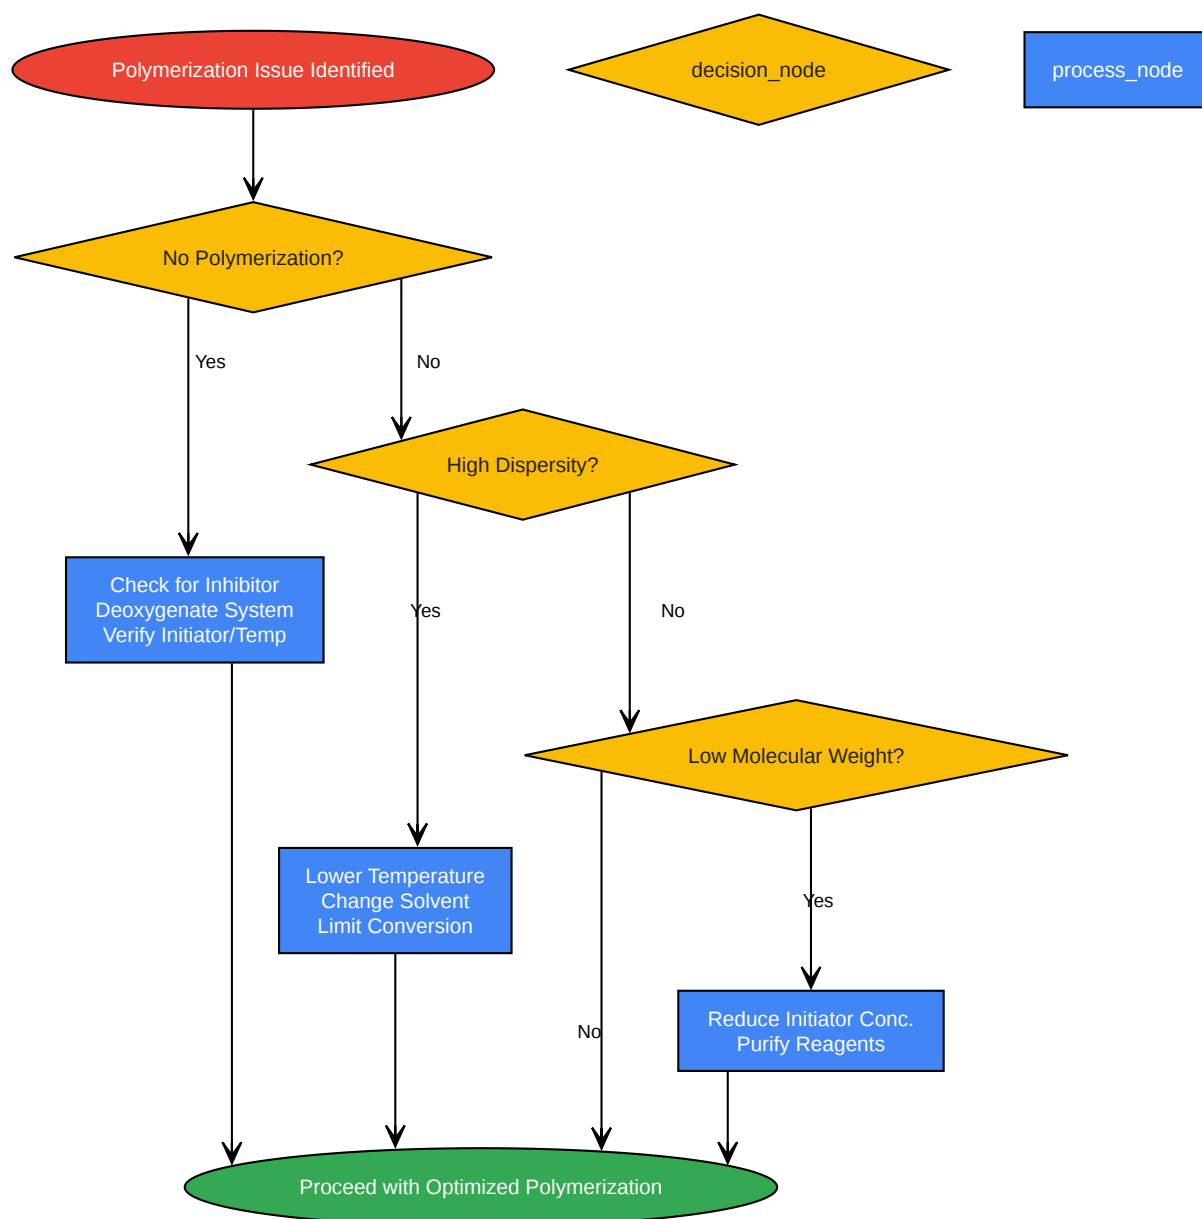 Polymerization Issue Identified
decision_node
process_node
No Polymerization?
Yes
No
High Dispersity?
Check for Inhibitor
Deoxygenate System
Verify Initiator/Temp
Yes
No
Low Molecular Weight?
Lower Temperature
Change Solvent
Limit Conversion
Yes
No
Reduce Initiator Conc.
Purify Reagents
Proceed with Optimized Polymerization